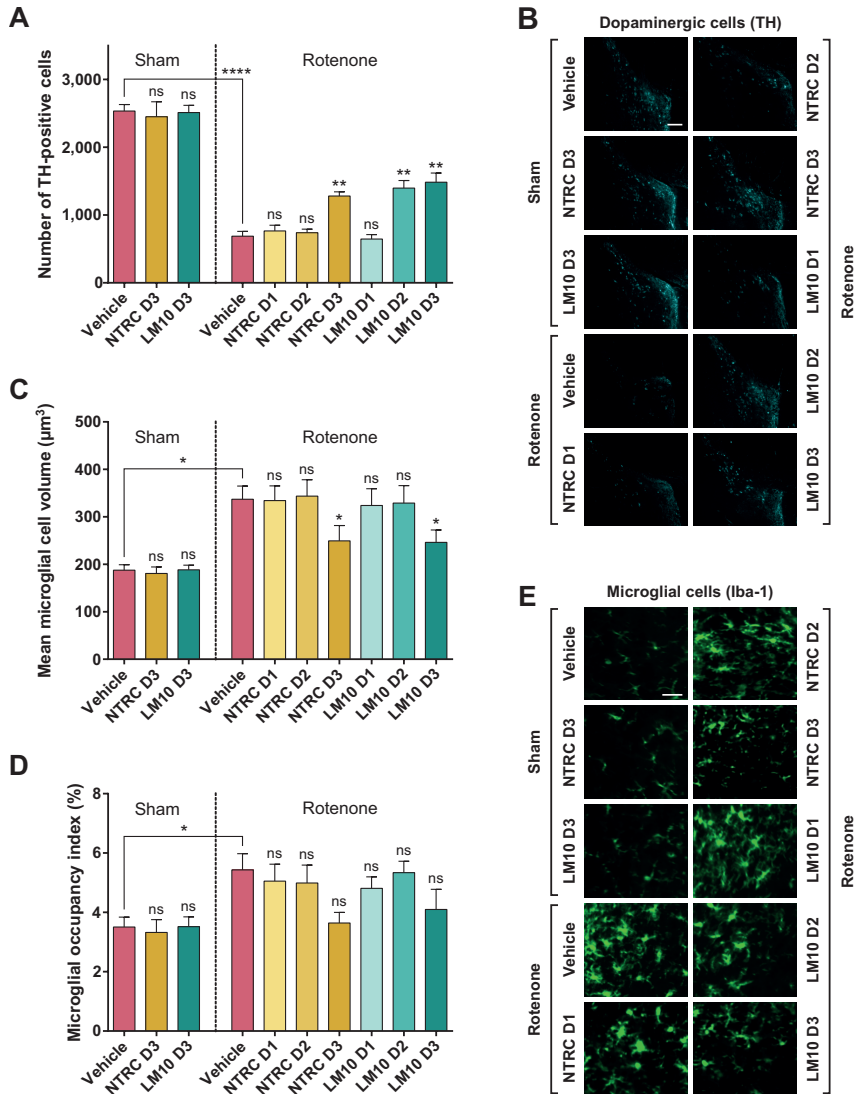 A
Sham
Rotenone
Number of TH-positive cells
3,000
2,000
1,000
0
ns
ns
****
ns
ns
**
ns
**
**
Vehicle
NTRC D3
LM10 D3
Vehicle
NTRC D1
NTRC D2
NTRC D3
LM10 D1
LM10 D2
LM10 D3
B
Dopaminergic cells (TH)
Sham
Vehicle
NTRC D3
LM10 D3
Rotenone
Vehicle
NTRC D1
NTRC D2
NTRC D3
LM10 D1
LM10 D2
LM10 D3
Rotenone
C
Sham
Rotenone
Mean microglial cell volume (μm³)
500
400
300
200
100
0
ns
ns
*
ns
ns
*
ns
ns
*
Vehicle
NTRC D3
LM10 D3
Vehicle
NTRC D1
NTRC D2
NTRC D3
LM10 D1
LM10 D2
LM10 D3
D
Sham
Rotenone
Microglial occupancy index (%)
8
6
4
2
0
ns
ns
*
ns
ns
ns
ns
ns
ns
Vehicle
NTRC D3
LM10 D3
Vehicle
NTRC D1
NTRC D2
NTRC D3
LM10 D1
LM10 D2
LM10 D3
E
Microglial cells (Iba-1)
Sham
Vehicle
NTRC D3
LM10 D3
Rotenone
Vehicle
NTRC D1
NTRC D2
NTRC D3
LM10 D1
LM10 D2
LM10 D3
Rotenone